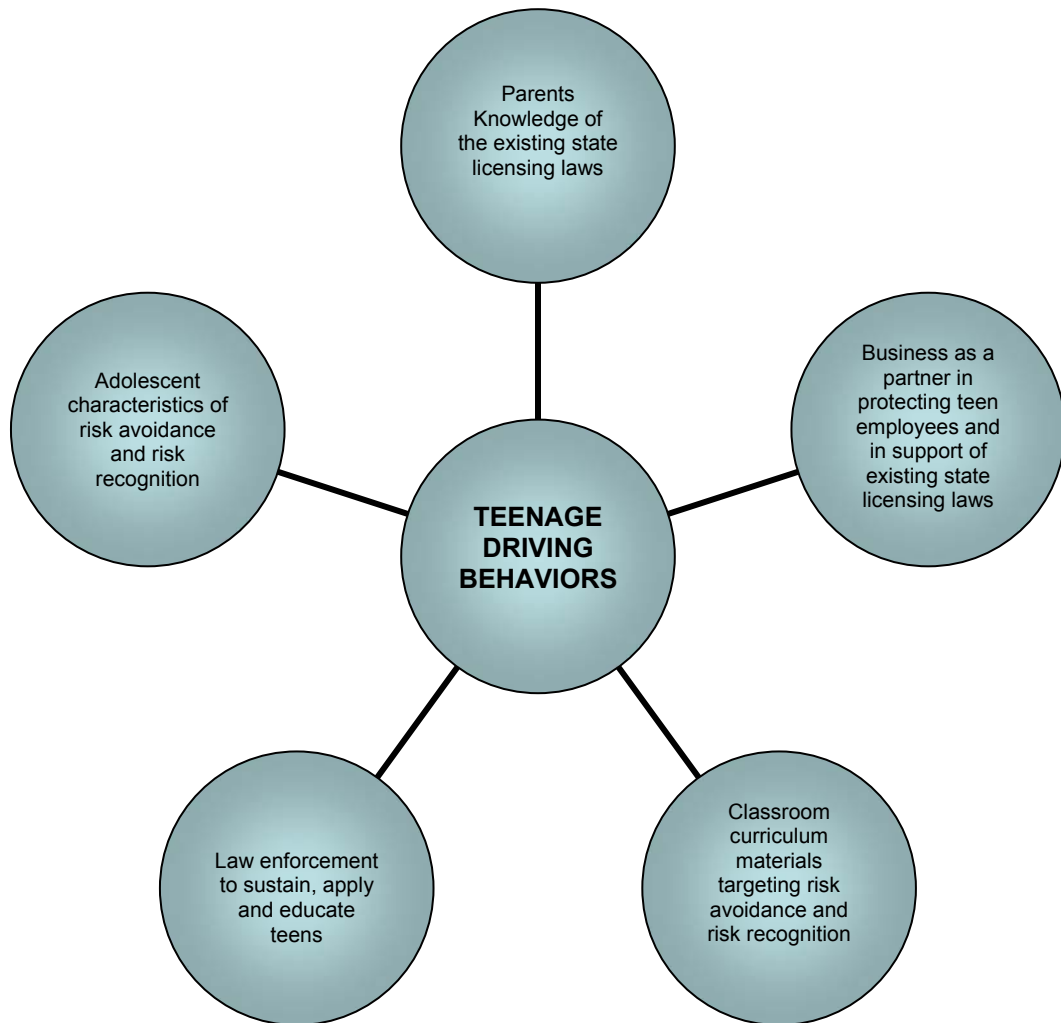 Parents
Knowledge of
the existing state
licensing laws
Business as a
partner in
protecting teen
employees and
in support of
existing state
licensing laws
Adolescent
characteristics of
risk avoidance
and risk
recognition
TEENAGE
DRIVING
BEHAVIORS
Classroom
curriculum
materials
targeting risk
avoidance and
risk recognition
Law enforcement
to sustain, apply
and educate
teens